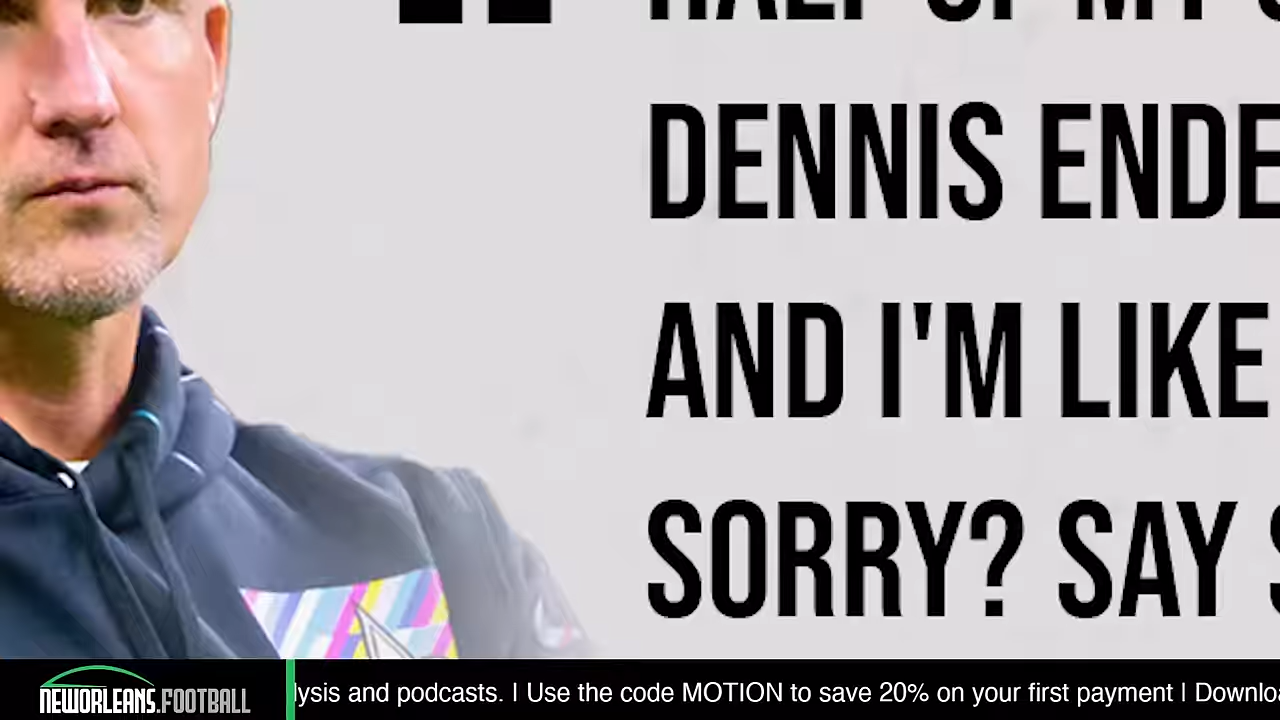 DENNIS ENDE
AND I'M LIKE
SORRY? SAY
NEWORLEANS.FOOTBALL
lysis and podcasts. | Use the code MOTION to save 20% on your first payment | Downlo